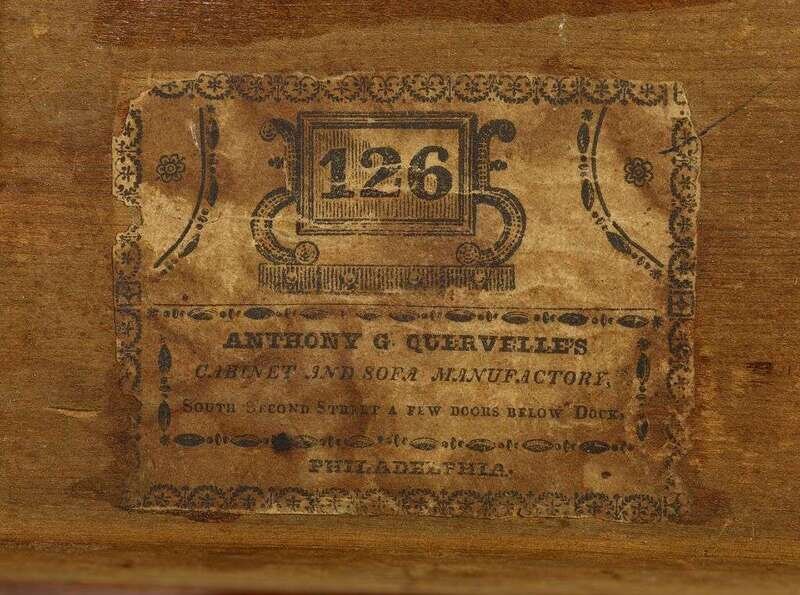 126
ANTHONY G. QUERVELLE'S
CABINET AND SOFA MANUFACTORY,
SOUTH SECOND STREET A FEW DOORS BELOW DOCK,
PHILADELPHIA.